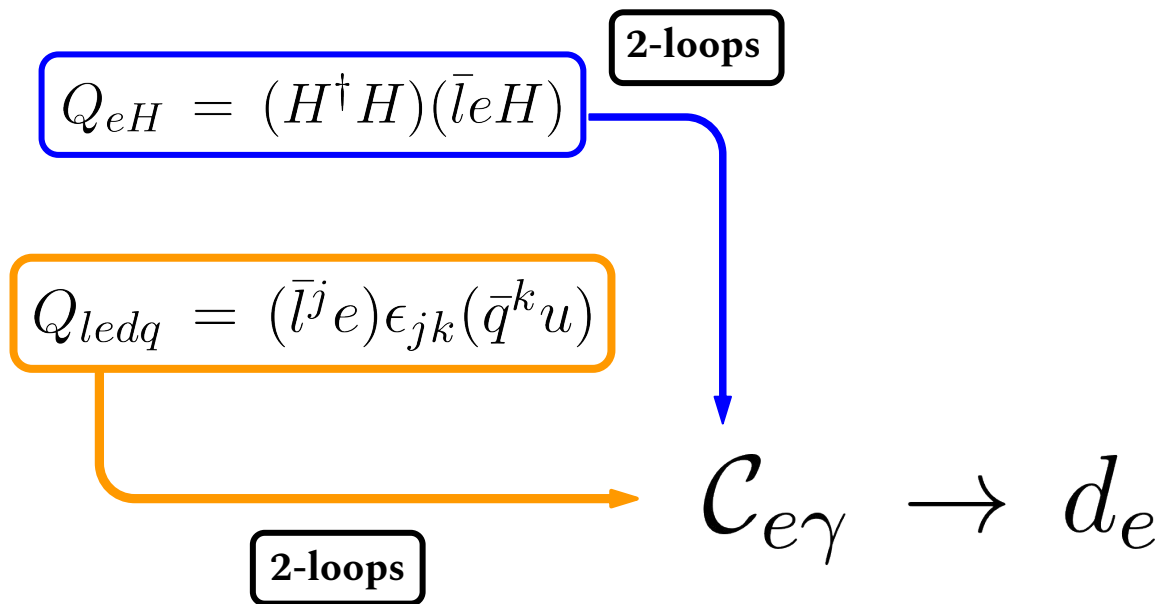 2-loops
Q_{eH} = (H^†H)(\bar{l}eH)
Q_{ledq} = (\bar{l}^j e)ϵ_{jk}(\bar{q}^k u)
𝒞_{eγ} → d_e
2-loops